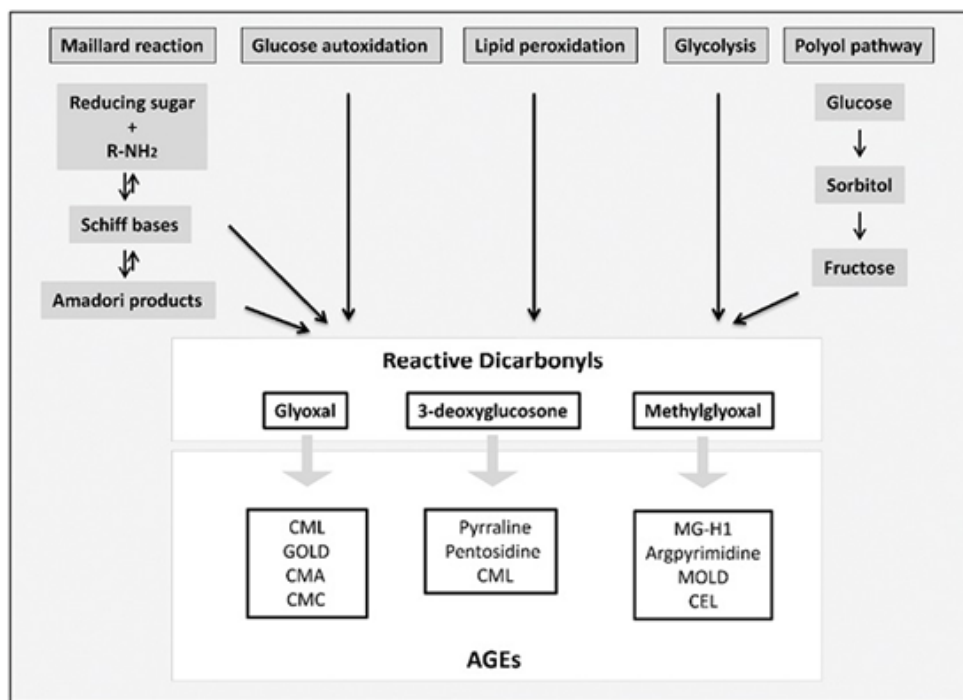 Maillard reaction
Glucose autoxidation
Lipid peroxidation
Glycolysis
Polyol pathway
Reducing sugar
+
R-NH2
Schiff bases
Amadori products
Glucose
Sorbitol
Fructose
Reactive Dicarbonyls
Glyoxal
3-deoxyglucosone
Methylglyoxal
CML
GOLD
CMA
CMC
Pyrraline
Pentosidine
CML
MG-H1
Argpyrimidine
MOLD
CEL
AGEs